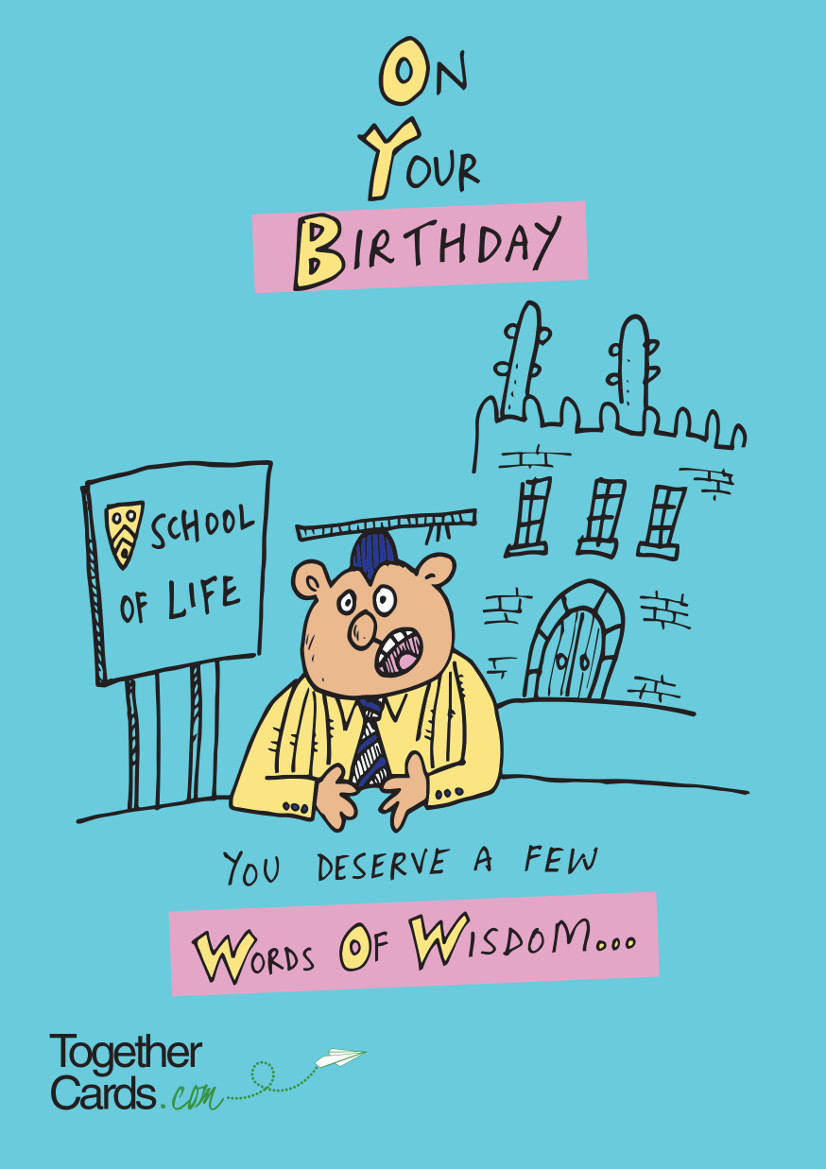 On
Your
Birthday
SCHOOL
OF LIFE
You deserve a few
Words Of Wisdom...
Together
Cards.com